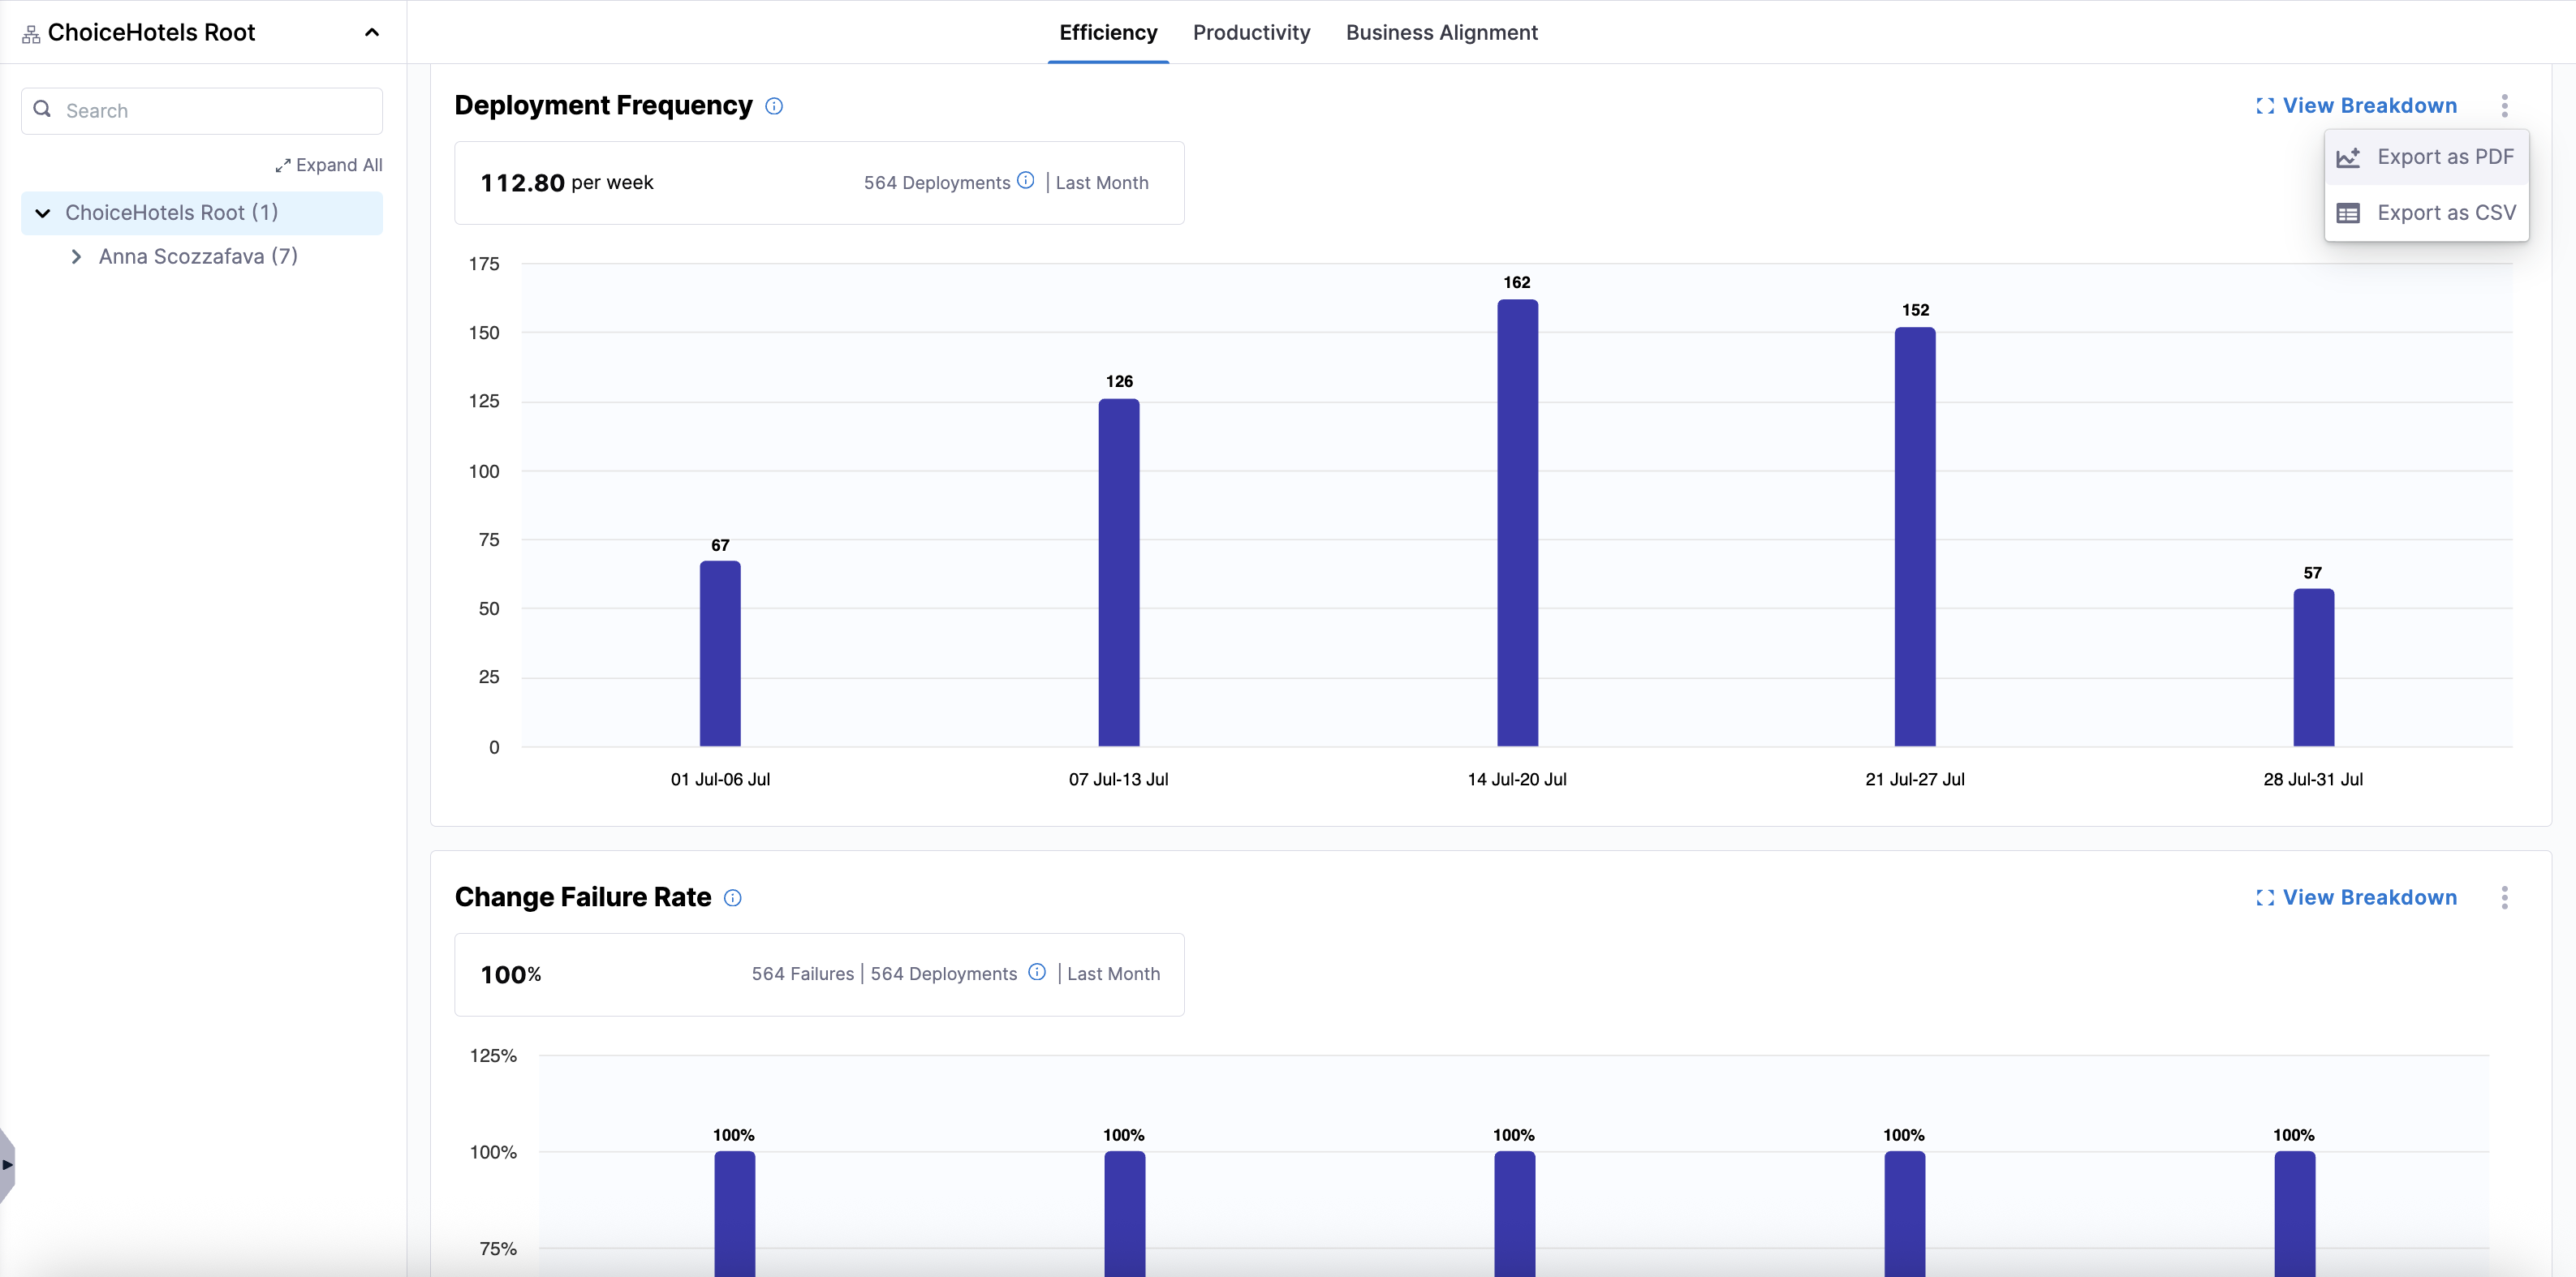 ChoiceHotels Root
Efficiency
Productivity
Business Alignment
Search
Expand All
ChoiceHotels Root (1)
Anna Scozzafava (7)
Deployment Frequency
View Breakdown
Export as PDF
Export as CSV
112.80 per week
564 Deployments | Last Month
175
150
125
100
75
50
25
0
67
126
162
152
57
01 Jul-06 Jul
07 Jul-13 Jul
14 Jul-20 Jul
21 Jul-27 Jul
28 Jul-31 Jul
Change Failure Rate
View Breakdown
100%
564 Failures | 564 Deployments | Last Month
125%
100%
75%
100%
100%
100%
100%
100%